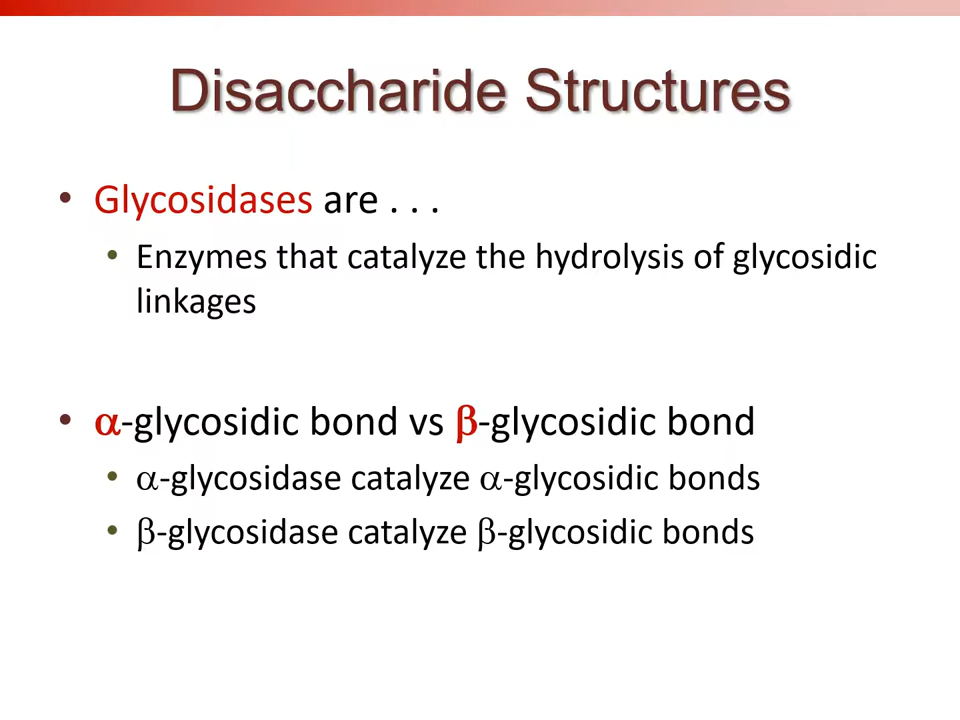 Disaccharide Structures
• Glycosidases are . . .
• Enzymes that catalyze the hydrolysis of glycosidic
linkages
• α-glycosidic bond vs β-glycosidic bond
• α-glycosidase catalyze α-glycosidic bonds
• β-glycosidase catalyze β-glycosidic bonds